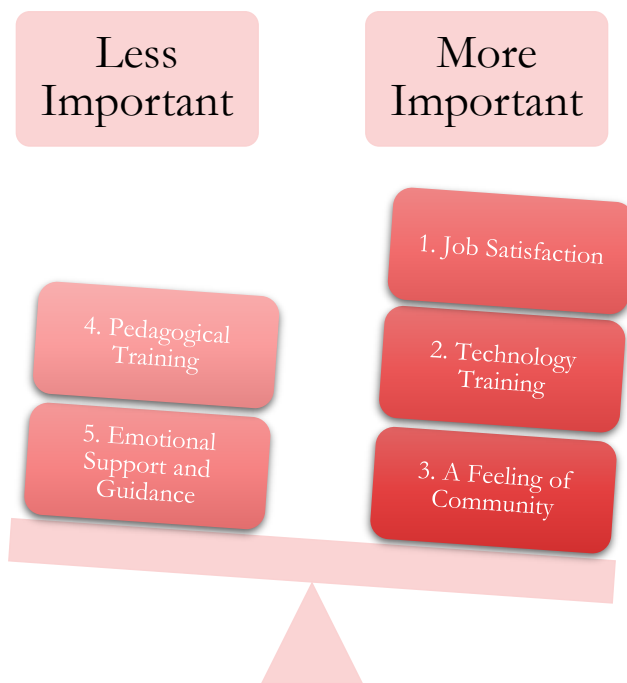 Less
Important
More
Important
1. Job Satisfaction
2. Technology
Training
3. A Feeling of
Community
4. Pedagogical
Training
5. Emotional
Support and
Guidance